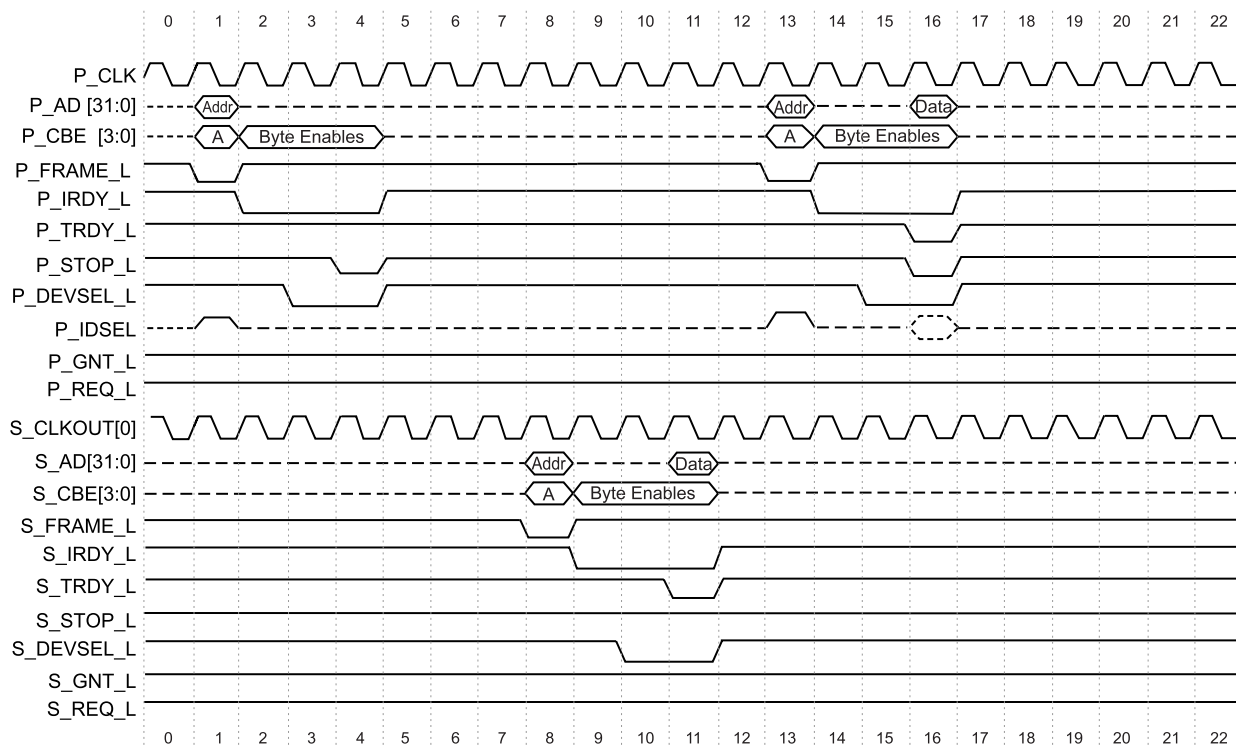 0 1 2 3 4 5 6 7 8 9 10 11 12 13 14 15 16 17 18 19 20 21 22
P_CLK
P_AD [31:0] Addr Addr Data
P_CBE [3:0] A Byte Enables A Byte Enables
P_FRAME_L
P_IRDY_L
P_TRDY_L
P_STOP_L
P_DEVSEL_L
P_IDSEL
P_GNT_L
P_REQ_L
S_CLKOUT[0]
S_AD[31:0] Addr Data
S_CBE[3:0] A Byte Enables
S_FRAME_L
S_IRDY_L
S_TRDY_L
S_STOP_L
S_DEVSEL_L
S_GNT_L
S_REQ_L
0 1 2 3 4 5 6 7 8 9 10 11 12 13 14 15 16 17 18 19 20 21 22